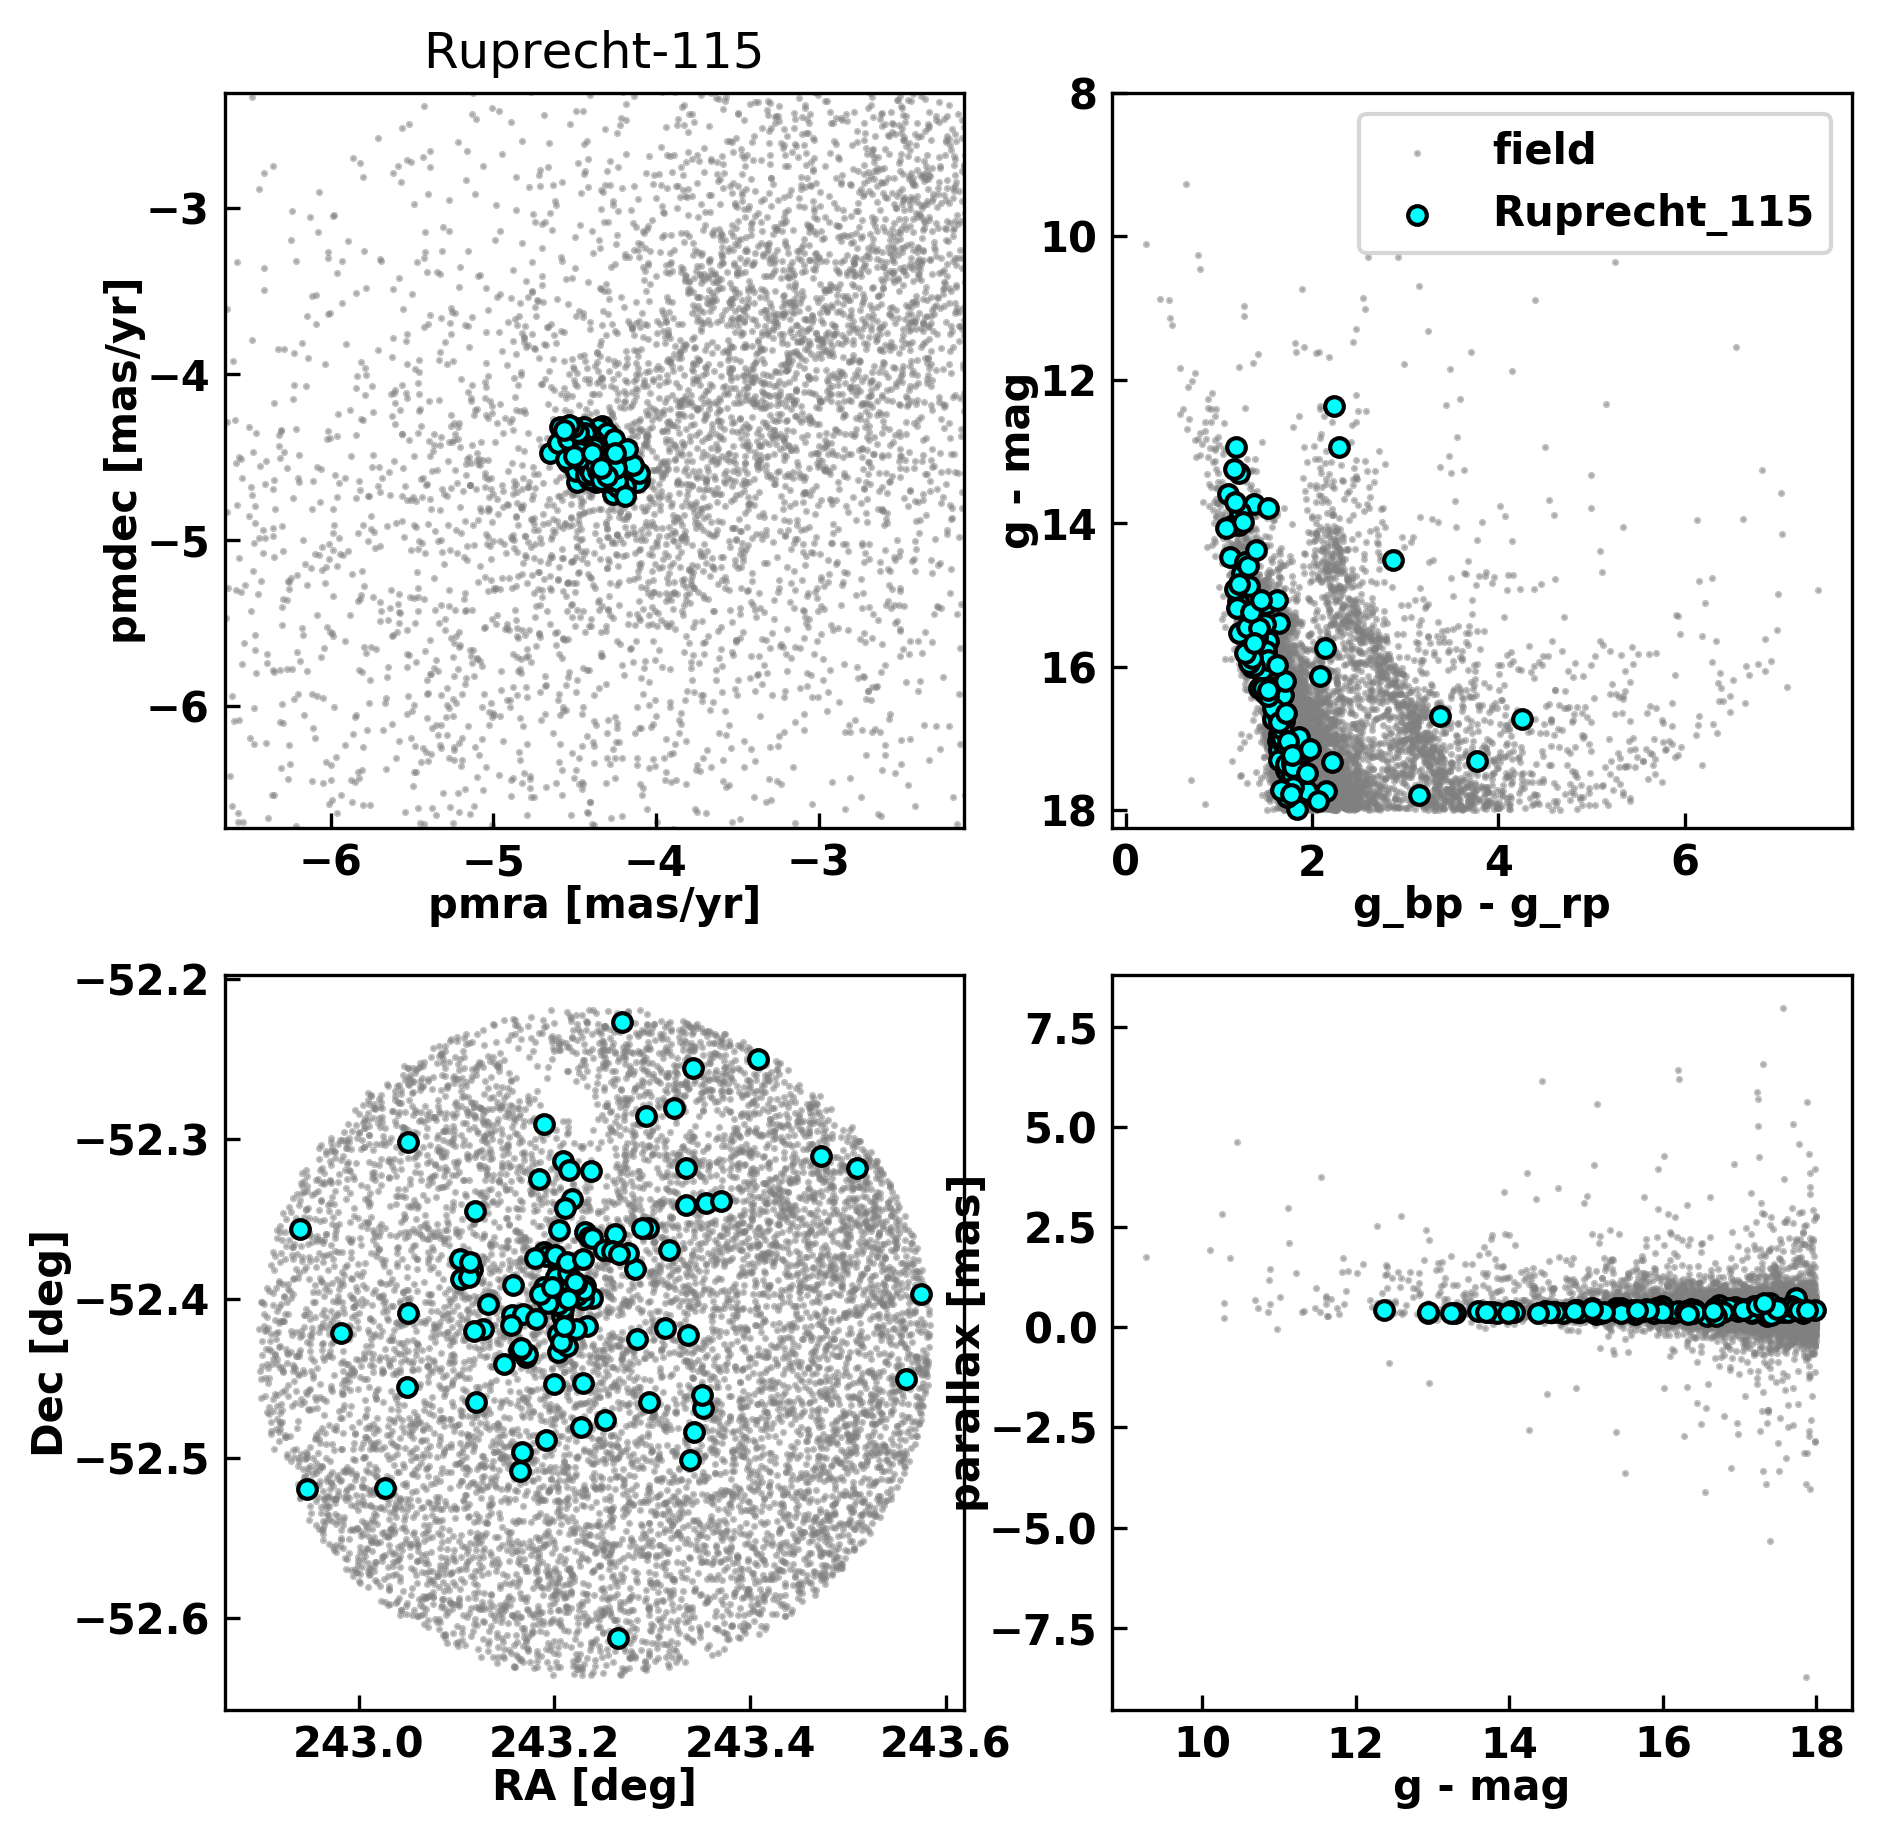 Ruprecht-115
−3
−4
−5
−6
pmdec [mas/yr]
−6 −5 −4 −3
pmra [mas/yr]
8
10
12
14
16
18
g - mag
field
Ruprecht_115
0 2 4 6
g_bp - g_rp
−52.2
−52.3
−52.4
−52.5
−52.6
Dec [deg]
243.0 243.2 243.4 243.6
RA [deg]
7.5
5.0
2.5
0.0
−2.5
−5.0
−7.5
parallax [mas]
10 12 14 16 18
g - mag